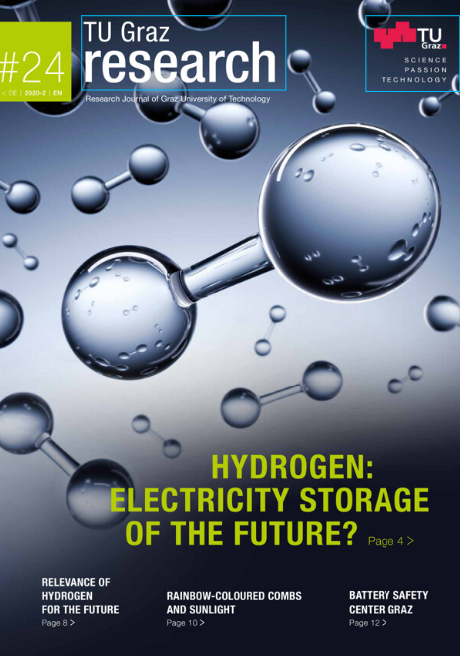 #24
< DE | 2020-2 | EN
TU Graz
research
Research Journal of Graz University of Technology
TU
Graz
SCIENCE
PASSION
TECHNOLOGY
HYDROGEN:
ELECTRICITY STORAGE
OF THE FUTURE? Page 4 >
RELEVANCE OF
HYDROGEN
FOR THE FUTURE
Page 8 >
RAINBOW-COLOURED COMBS
AND SUNLIGHT
Page 10 >
BATTERY SAFETY
CENTER GRAZ
Page 12 >